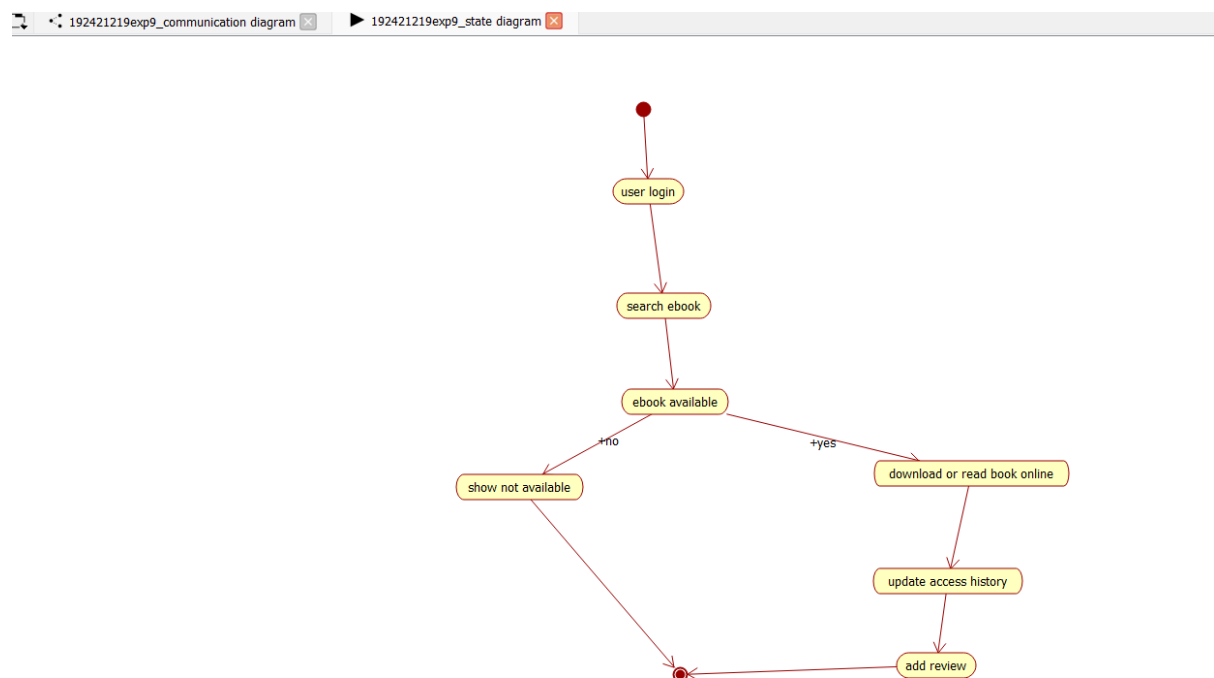 192421219exp9_communication diagram
192421219exp9_state diagram
user login
search ebook
ebook available
+no
+yes
show not available
download or read book online
update access history
add review